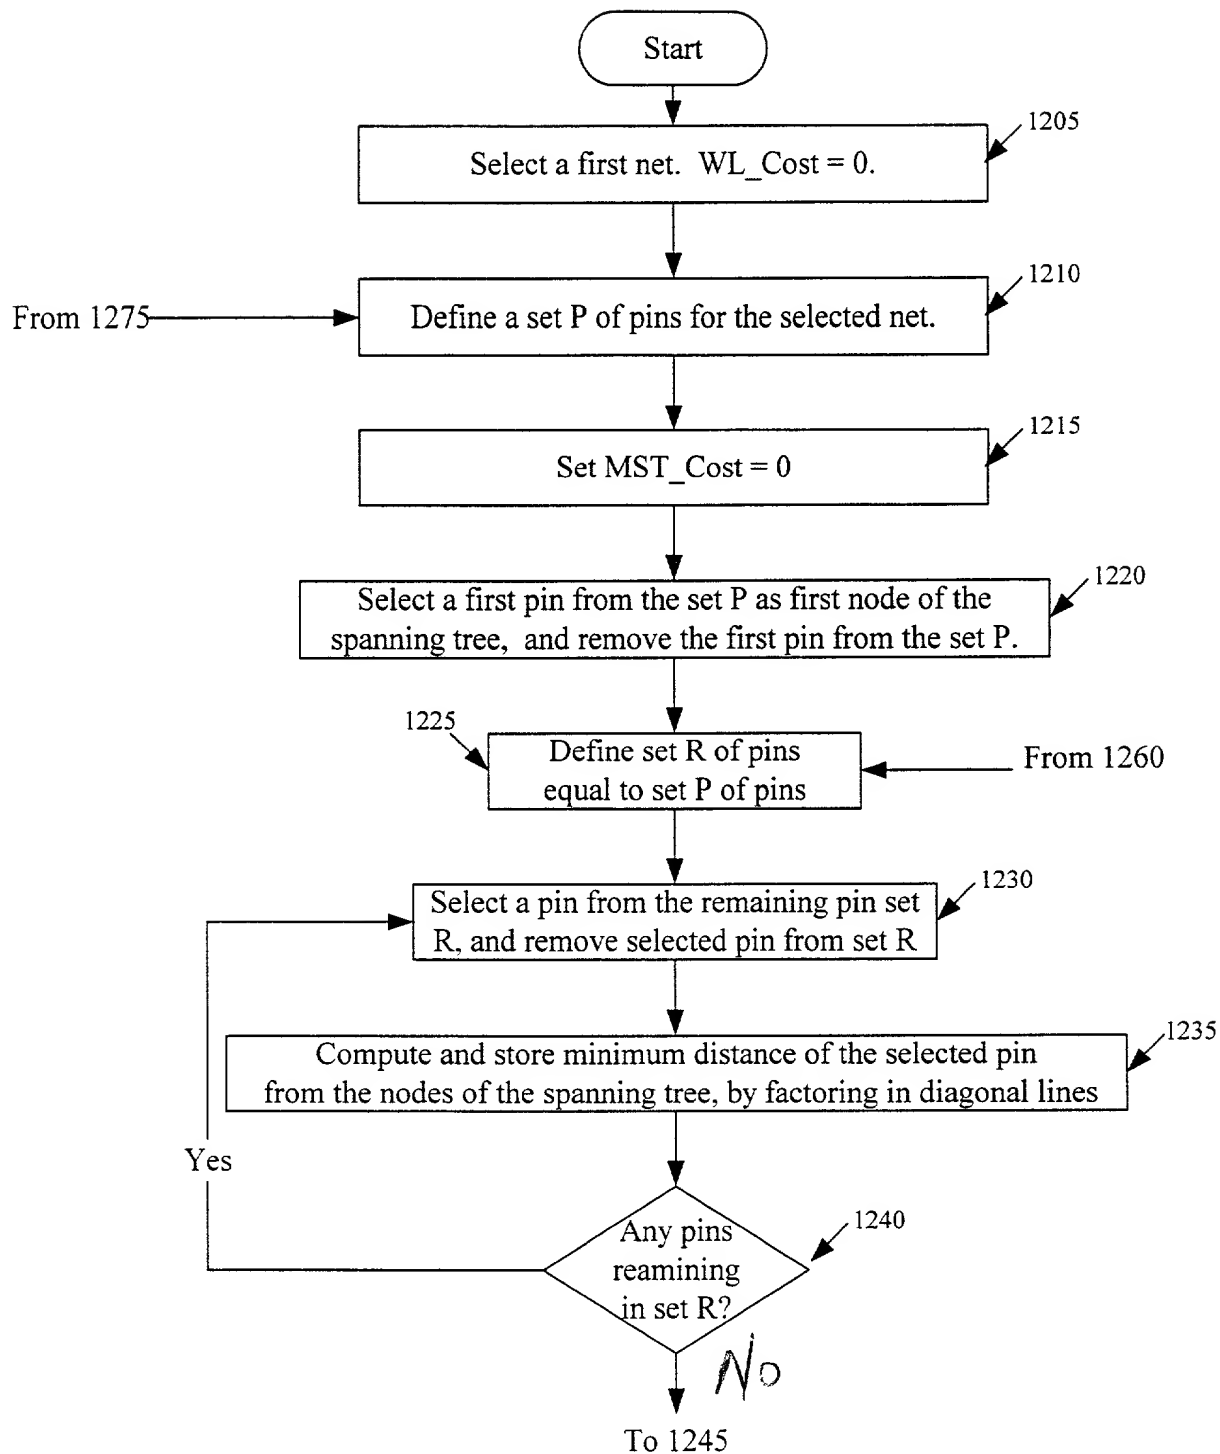 Start
1205
Select a first net.  WL_Cost = 0.
1210
From 1275
Define a set P of pins for the selected net.
1215
Set MST_Cost = 0
1220
Select a first pin from the set P as first node of the
spanning tree,  and remove the first pin from the set P.
1225
Define set R of pins
equal to set P of pins
From 1260
1230
Select a pin from the remaining pin set
R, and remove selected pin from set R
1235
Compute and store minimum distance of the selected pin
from the nodes of the spanning tree, by factoring in diagonal lines
Yes
1240
Any pins
reamining
in set R?
No
To 1245